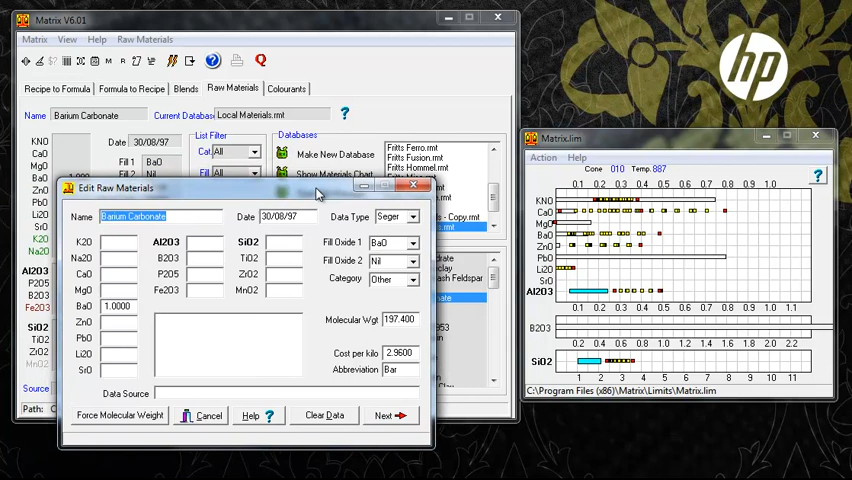 Matrix V6.01
Matrix View Help Raw Materials
Recipe to Formula Formula to Recipe Blends Raw Materials Colourants
Name Barium Carbonate Current Databas Local Materials.rmt
KNO
CaO
MgO
BaO
ZnO
PbO
Li2O
SrO
K2O
Na2O
Al2O3
P2O5
B2O3
Fe2O3
SiO2
TiO2
ZrO2
MnO2
Source
Path: C:
Date 30/08/97
Fill 1 BaO
Fill 2 Nil
List Filter
Cat. All
Fill. All
Databases
Make New Database
Show Materials Chart
Fritts Ferro.rmt
Fritts Fusion.rmt
Fritts Hommel.rmt
s - Copy.rmt
s.rmt
Edit Raw Materials
Name Barium Carbonate Date 30/08/97 Data Type Seger
K2O Al2O3 SiO2 Fill Oxide 1 BaO
Na2O B2O3 TiO2 Fill Oxide 2 Nil
CaO P2O5 ZrO2 Category Other
MgO Fe2O3 MnO2
BaO 1.0000
ZnO Molecular Wgt 197.400
PbO
Li2O Cost per kilo 2.9600
SrO Abbreviation Bar
Data Source
Force Molecular Weight Cancel Help ? Clear Data Next
hp
Matrix.lim
Action Help
Cone 010 Temp. 887
0.1 0.2 0.3 0.4 0.5 0.6 0.7 0.8 0.9 1.0 1.1
KNO
CaO
MgO
BaO
ZnO
PbO
Li2O
SrO
Al2O3
0.1 0.2 0.3 0.4 0.5 0.6 0.7 0.8 0.9 1.0 1.1
B2O3
0.2 0.4 0.6 0.8 1.0 1.2 1.4 1.6 1.8 2.0 2.2
SiO2
1 2 3 4 5 6 7 8 9 10 11
C:\Program Files (x86)\Matrix\Limits\Matrix.lim